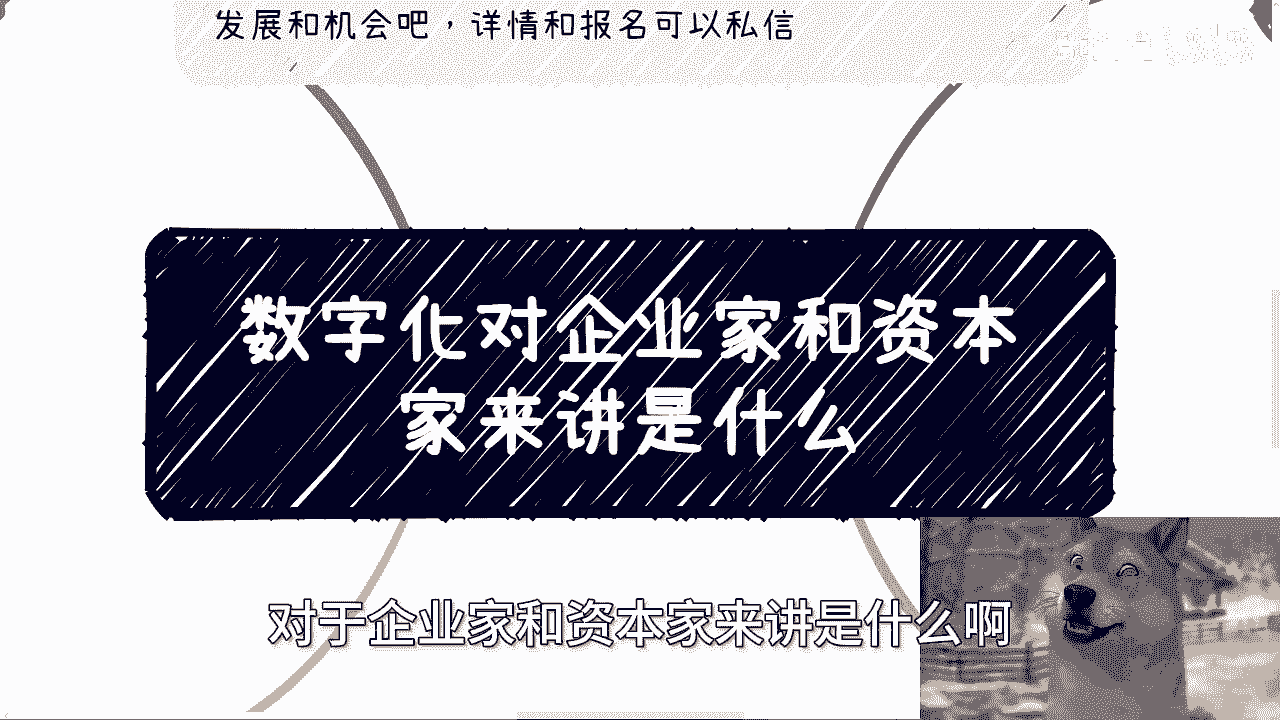 发展和机会吧，详情和报名可以私信
数字化对企业家和资本
家来讲是什么
对于企业家和资本家来讲是什么啊